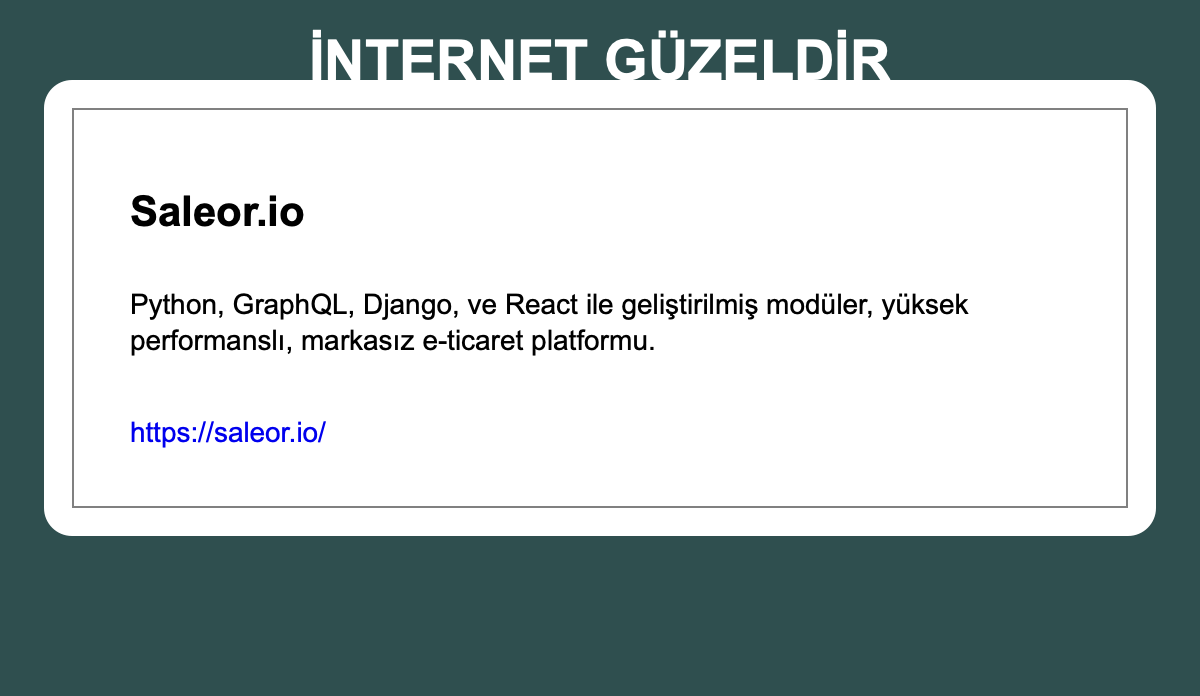 İNTERNET GÜZELDİR
Saleor.io
Python, GraphQL, Django, ve React ile geliştirilmiş modüler, yüksek
performanslı, markasız e-ticaret platformu.
https://saleor.io/